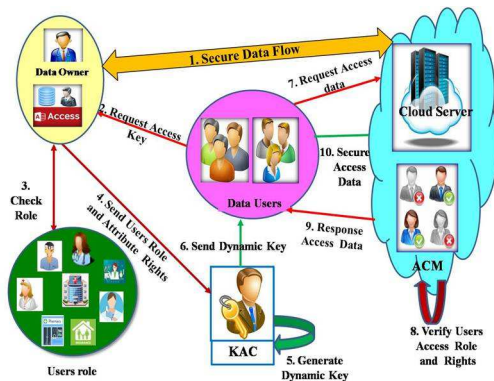 Data Owner
Access
1. Secure Data Flow
7. Request Access
data
Cloud Server
2. Request Access
Key
Data Users
10. Secure
Access
Data
3.
Check
Role
4. Send Users Role
and Attribute Rights
6. Send Dynamic Key
9. Response
Access Data
ACM
KAC
5. Generate
Dynamic Key
8. Verify Users
Access Role
and Rights
Users role